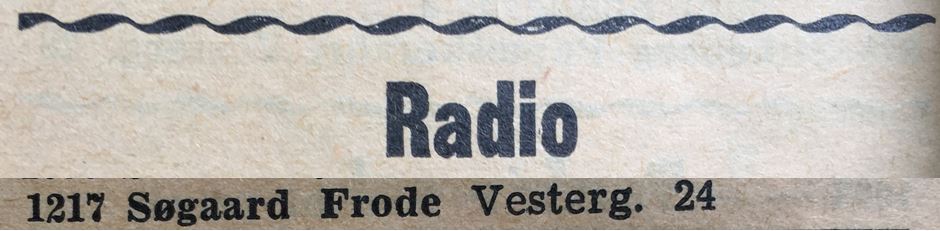 Radio
1217 Søgaard Frode Vesterg. 24